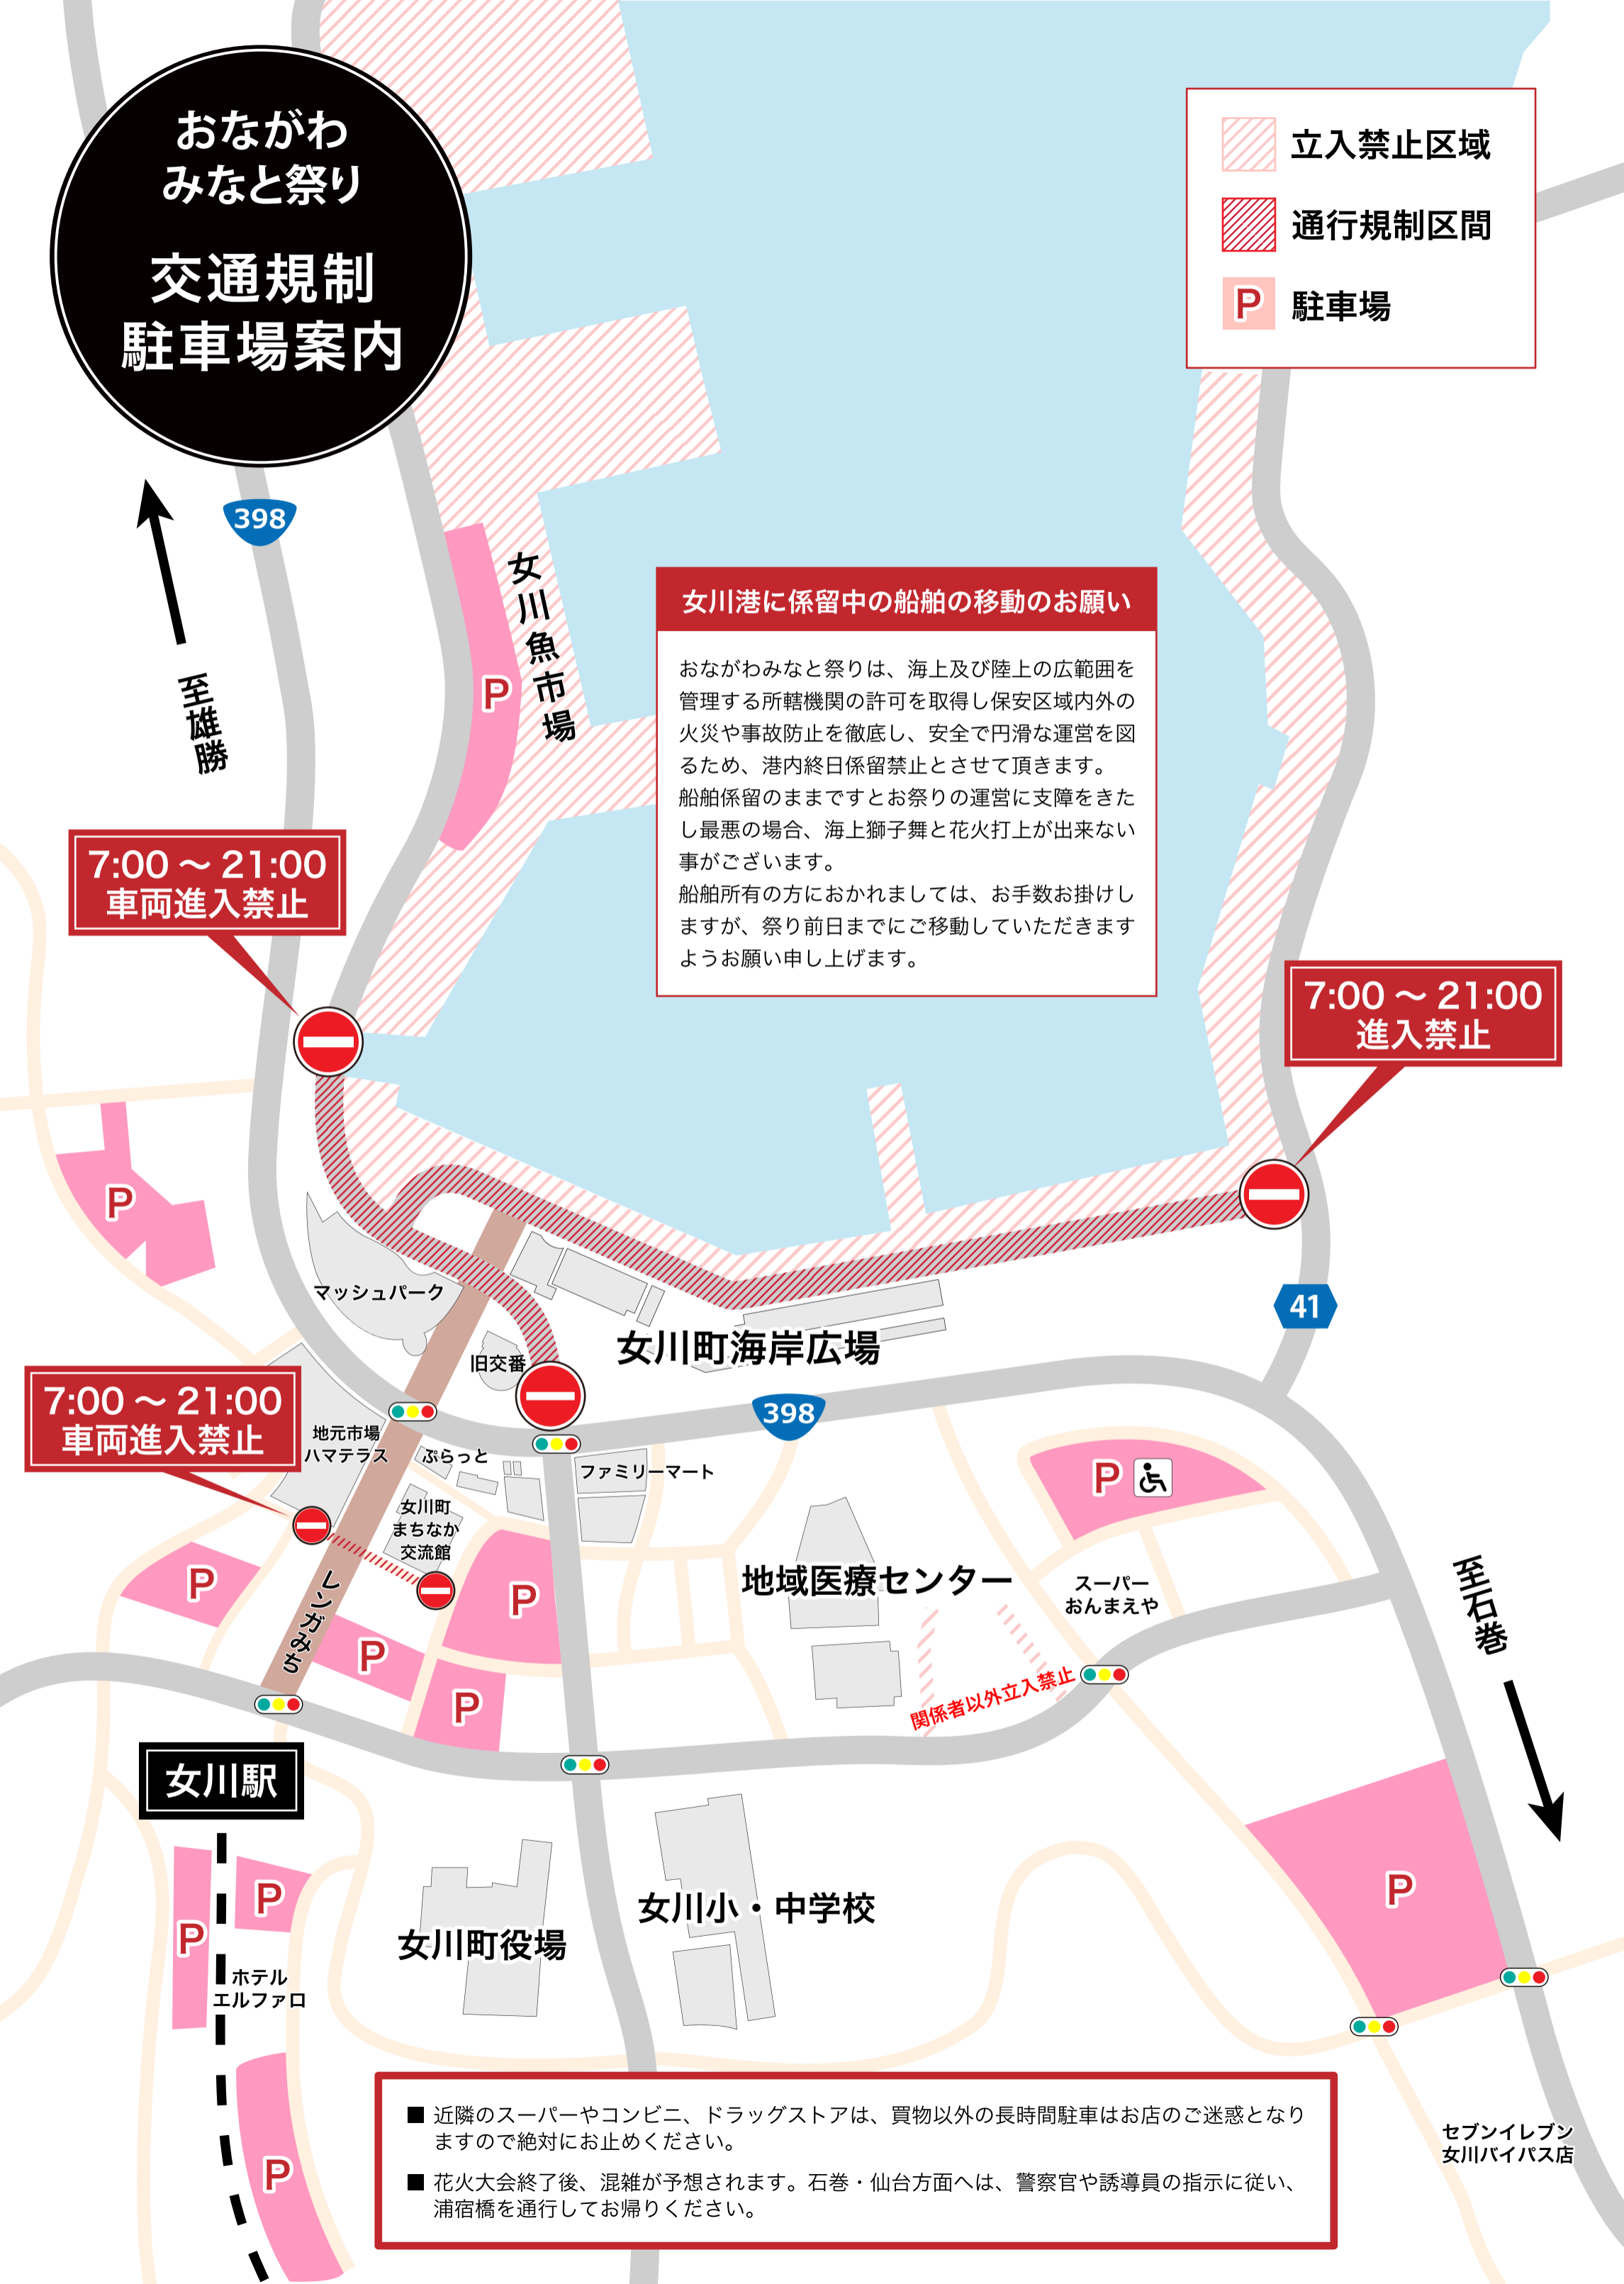 おながわ
みなと祭り
交通規制
駐車場案内
立入禁止区域
通行規制区間
P 駐車場
398
至雄勝
女川魚市場
P
女川港に係留中の船舶の移動のお願い
おながわみなと祭りは、海上及び陸上の広範囲を
管理する所轄機関の許可を取得し保安区域内外の
火災や事故防止を徹底し、安全で円滑な運営を図
るため、港内終日係留禁止とさせて頂きます。
船舶係留のままですとお祭りの運営に支障をきた
し最悪の場合、海上獅子舞と花火打上が出来ない
事がございます。
船舶所有の方におかれましては、お手数お掛けし
ますが、祭り前日までにご移動していただきます
ようお願い申し上げます。
7:00 〜 21:00
車両進入禁止
7:00 〜 21:00
進入禁止
P
マッシュパーク
41
女川町海岸広場
旧交番
398
7:00 〜 21:00
車両進入禁止
地元市場
ハマテラス
ぷらっと
ファミリーマート
P
女川町
まちなか
交流館
地域医療センター
スーパー
おんまえや
至石巻
P
P
レンガみち
P
P
関係者以外立入禁止
女川駅
P
P
P
女川小・中学校
女川町役場
ホテル
エルファロ
P
セブンイレブン
女川バイパス店
■ 近隣のスーパーやコンビニ、ドラッグストアは、買物以外の長時間駐車はお店のご迷惑となり
ますので絶対にお止めください。
■ 花火大会終了後、混雑が予想されます。石巻・仙台方面へは、警察官や誘導員の指示に従い、
浦宿橋を通行してお帰りください。